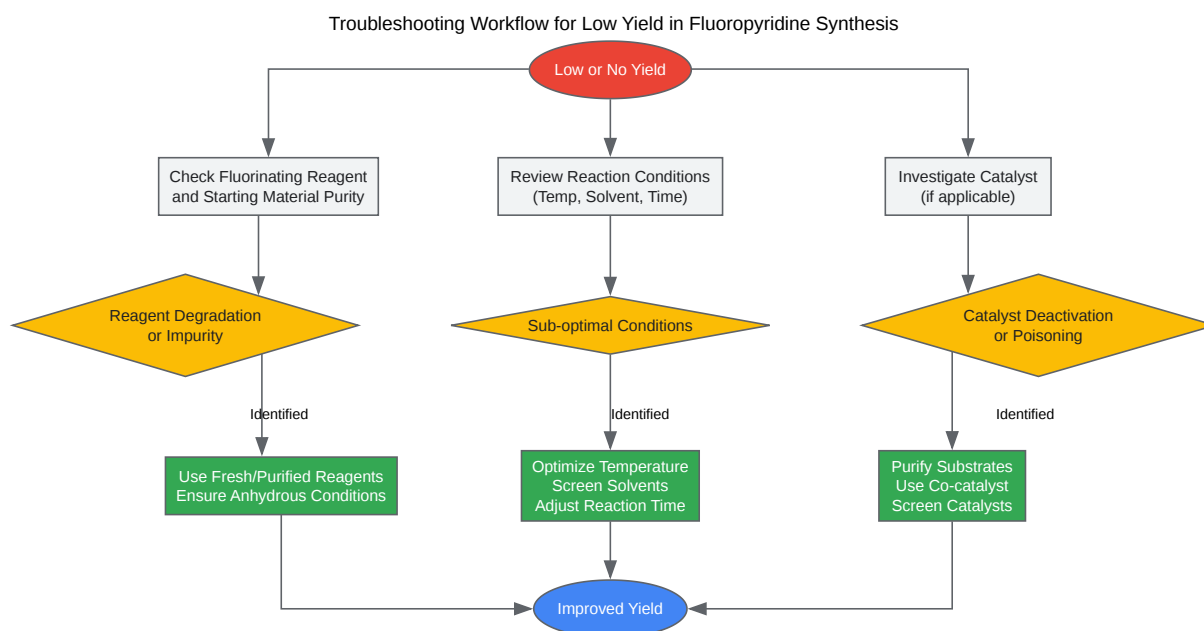 Troubleshooting Workflow for Low Yield in Fluoropyridine Synthesis
Low or No Yield
Check Fluorinating Reagent
and Starting Material Purity
Review Reaction Conditions
(Temp, Solvent, Time)
Investigate Catalyst
(if applicable)
Reagent Degradation
or Impurity
Sub-optimal Conditions
Catalyst Deactivation
or Poisoning
Identified
Identified
Identified
Use Fresh/Purified Reagents
Ensure Anhydrous Conditions
Optimize Temperature
Screen Solvents
Adjust Reaction Time
Purify Substrates
Use Co-catalyst
Screen Catalysts
Improved Yield